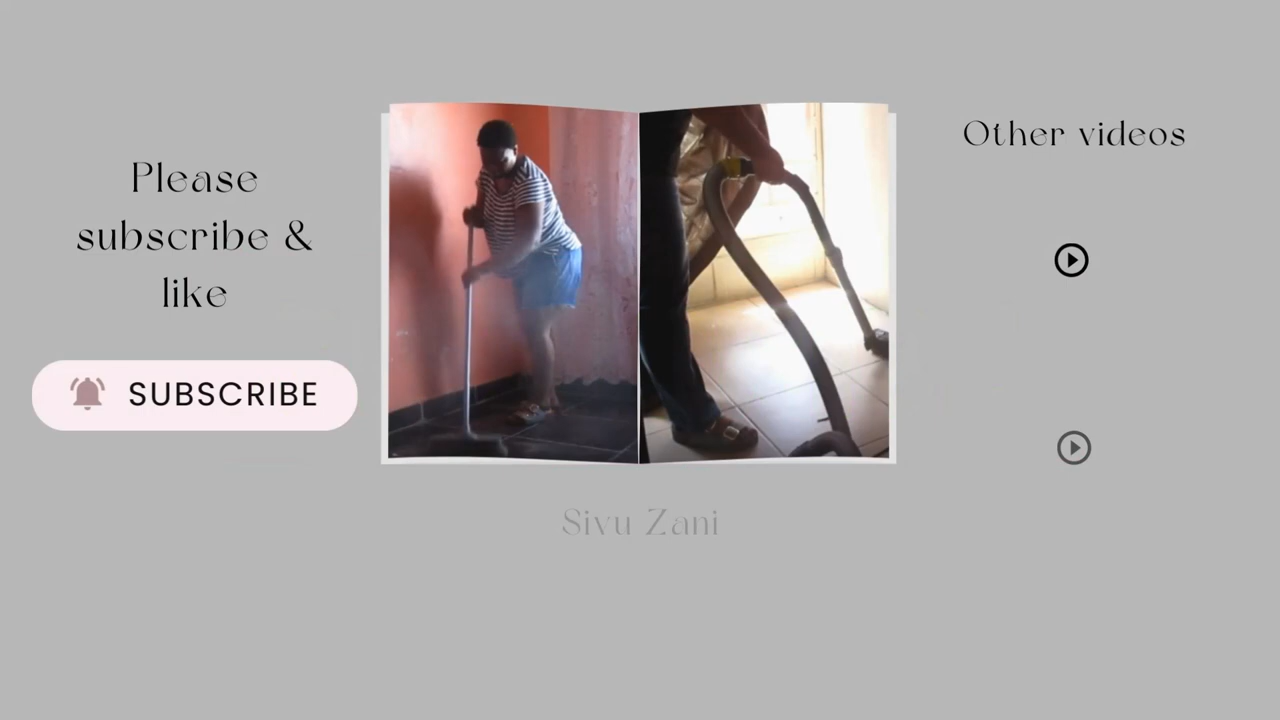 Please
subscribe &
like
SUBSCRIBE
Sivu Zani
Other videos